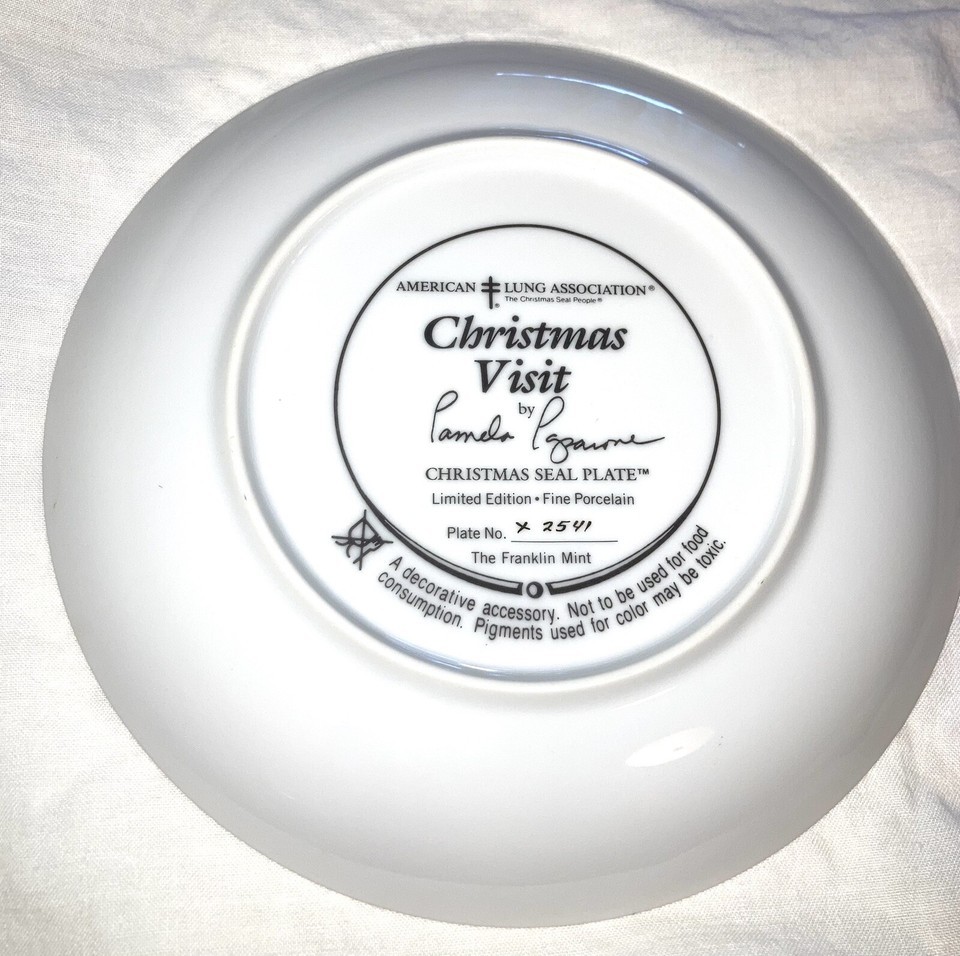 AMERICAN LUNG ASSOCIATION®
The Christmas Seal People®
Christmas
Visit
by
Pamela Paparone
CHRISTMAS SEAL PLATE™
Limited Edition • Fine Porcelain
Plate No. X 2541
The Franklin Mint
A decorative accessory. Not to be used for food
consumption. Pigments used for color may be toxic.